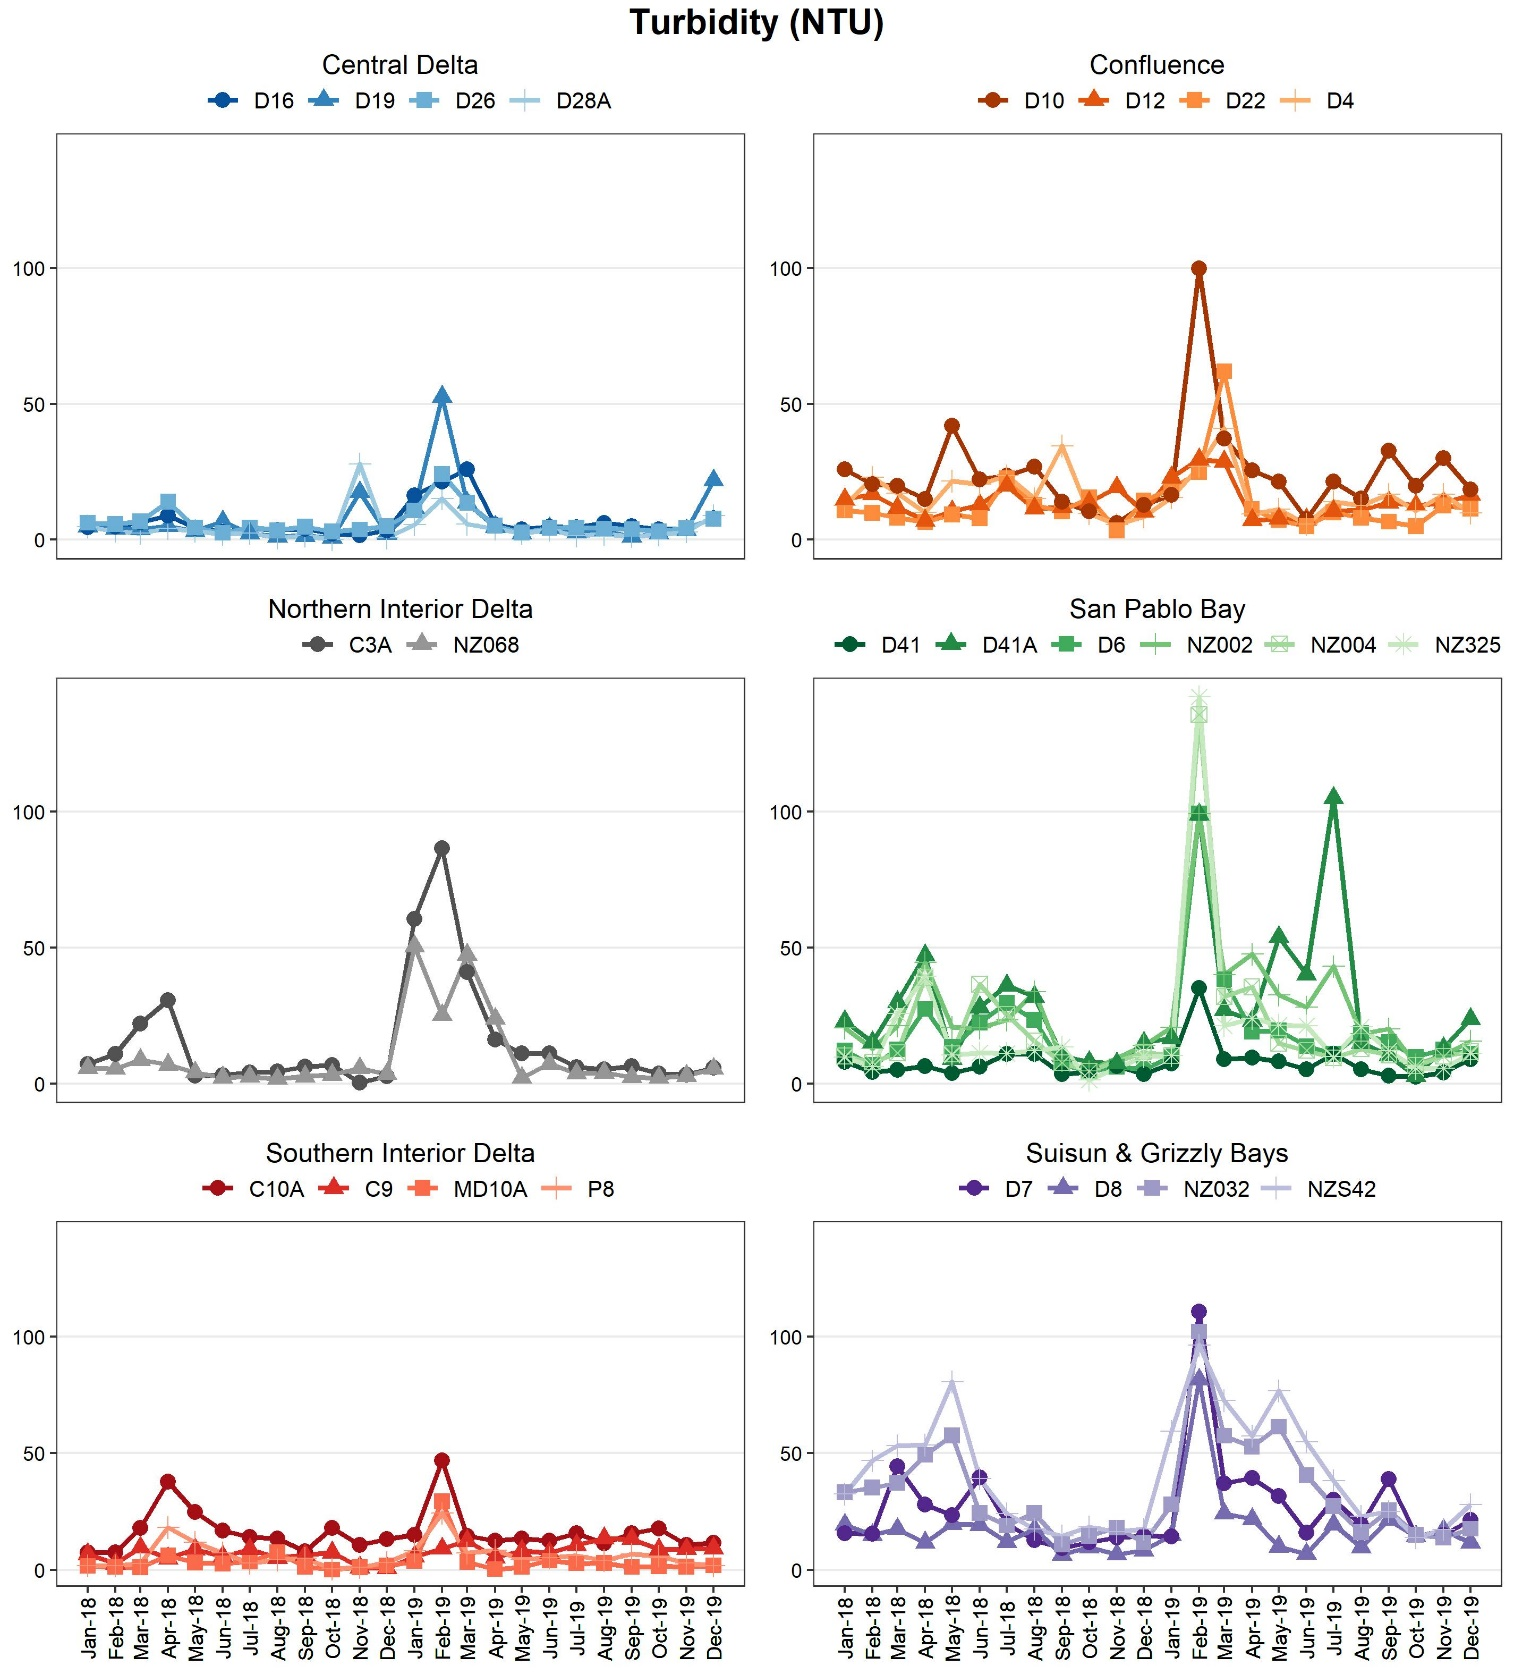 Turbidity (NTU)
Central Delta
D16 D19 D26 D28A
100
50
0
Confluence
D10 D12 D22 D4
100
50
0
Northern Interior Delta
C3A NZ068
100
50
0
San Pablo Bay
D41 D41A D6 NZ002 NZ004 NZ325
100
50
0
Southern Interior Delta
C10A C9 MD10A P8
100
50
0
Jan-18 Feb-18 Mar-18 Apr-18 May-18 Jun-18 Jul-18 Aug-18 Sep-18 Oct-18 Nov-18 Dec-18 Jan-19 Feb-19 Mar-19 Apr-19 May-19 Jun-19 Jul-19 Aug-19 Sep-19 Oct-19 Nov-19 Dec-19
Suisun & Grizzly Bays
D7 D8 NZ032 NZS42
100
50
0
Jan-18 Feb-18 Mar-18 Apr-18 May-18 Jun-18 Jul-18 Aug-18 Sep-18 Oct-18 Nov-18 Dec-18 Jan-19 Feb-19 Mar-19 Apr-19 May-19 Jun-19 Jul-19 Aug-19 Sep-19 Oct-19 Nov-19 Dec-19